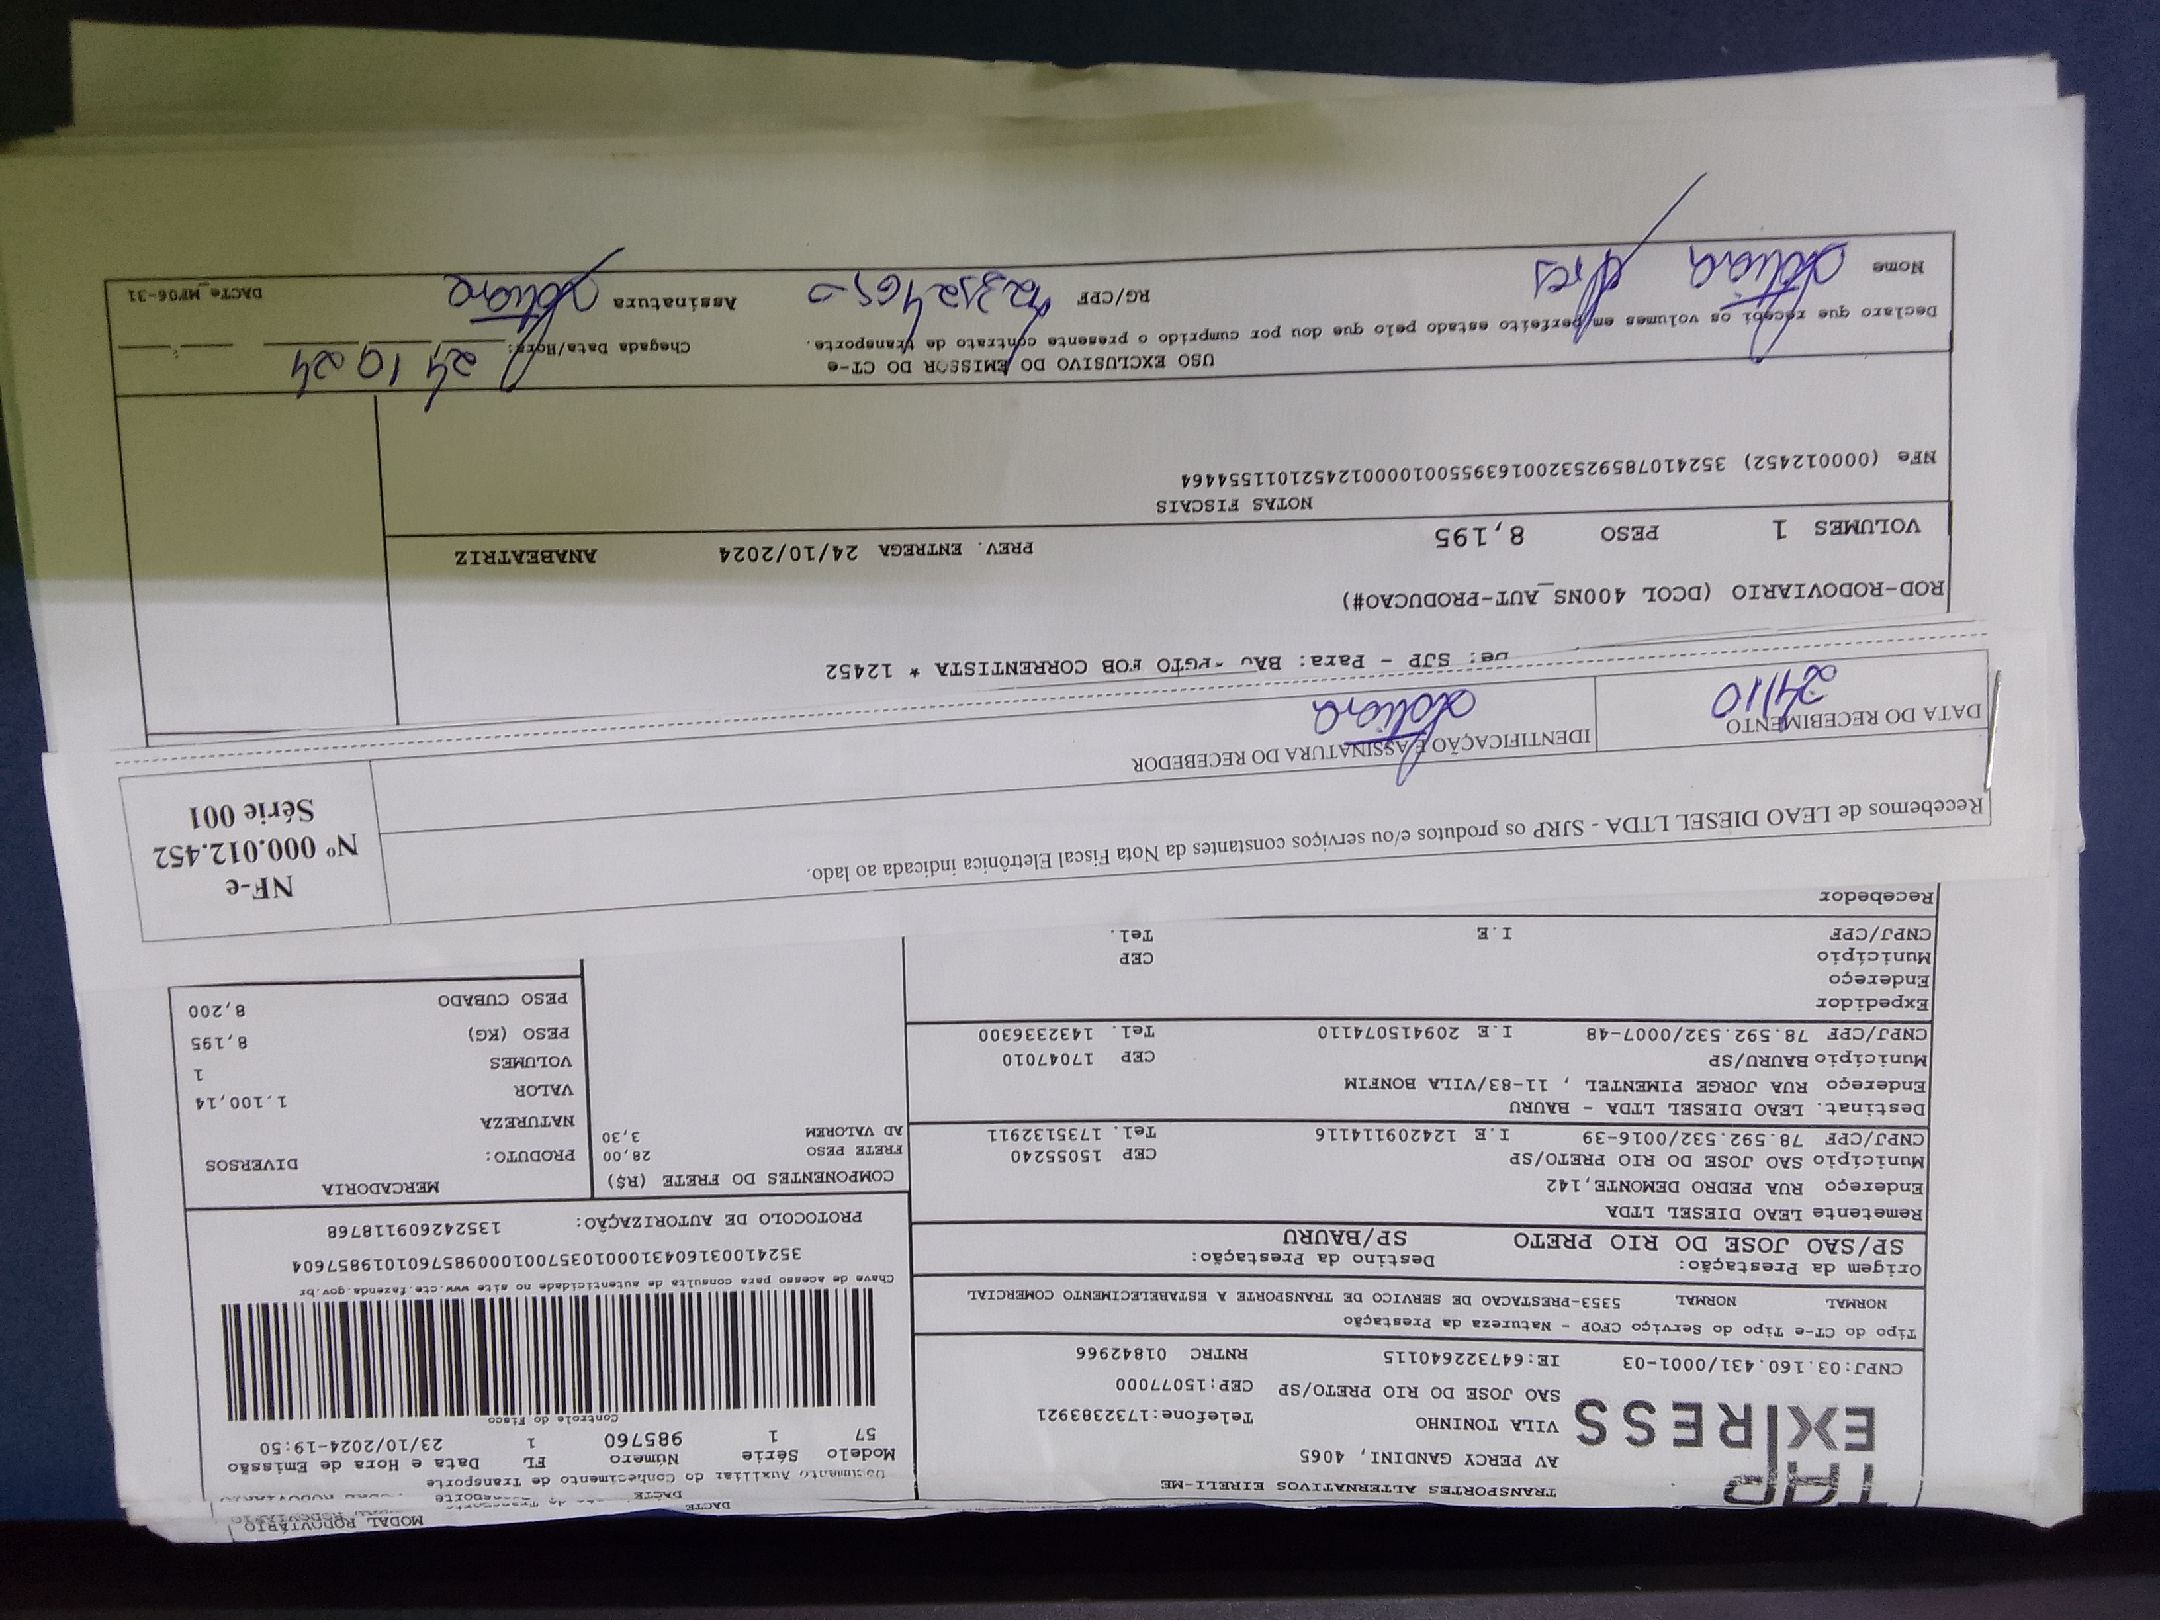 MODAL RODOVIÁRIO
DACTE
TAP
EXPRESS
TRANSPORTES ALTERNATIVOS EIRELI-ME
AV PERCY GANDINI, 4065
VILA TONINHO Telefone:1732383921
SAO JOSE DO RIO PRETO/SP CEP:15077000
CNPJ:03.160.431/0001-03 IE:647322640115 RNTRC 01842966
Documento Auxiliar do Conhecimento de Transporte
Modelo Série Número FL Data e Hora de Emissão
57 1 985760 1 23/10/2024-19:50
Controle do Fisco
Chave de acesso para consulta de autenticidade no site www.cte.fazenda.gov.br
35241003160431000103570010009857601019857604
PROTOCOLO DE AUTORIZAÇÃO: 135242609118768
Tipo do CT-e Tipo do Serviço CFOP - Natureza da Prestação
NORMAL NORMAL 5353-PRESTACAO DE SERVICO DE TRANSPORTE A ESTABELECIMENTO COMERCIAL
Origem da Prestação: Destino da Prestação:
SP/SAO JOSE DO RIO PRETO SP/BAURU
Remetente LEAO DIESEL LTDA
Endereço RUA PEDRO DEMONTE,142
Município SAO JOSE DO RIO PRETO/SP CEP 15055240
CNPJ/CPF 78.592.532/0016-39 I.E 124209114116 Tel. 1735132911
Destinat. LEAO DIESEL LTDA - BAURU
Endereço RUA JORGE PIMENTEL , 11-83/VILA BONFIM
Município BAURU/SP CEP 17047010
CNPJ/CPF 78.592.532/0007-48 I.E 209415074110 Tel. 1432336300
Expedidor
Endereço
Município CEP
CNPJ/CPF I.E Tel.
Recebedor
COMPONENTES DO FRETE (R$)
FRETE PESO 28,00
AD VALOREM 3,30
MERCADORIA
PRODUTO: DIVERSOS
NATUREZA
VALOR 1.100,14
VOLUMES 1
PESO (KG) 8,195
PESO CUBADO 8,200
Recebemos de LEAO DIESEL LTDA - SJRP os produtos e/ou serviços constantes da Nota Fiscal Eletrônica indicada ao lado.
NF-e
Nº 000.012.452
Série 001
DATA DO RECEBIMENTO IDENTIFICAÇÃO E ASSINATURA DO RECEBEDOR
24/10
De: SJP - Para: BAU PGTO FOB CORRENTISTA * 12452
ROD-RODOVIARIO (DCOL 400NS_AUT-PRODUCAO#)
VOLUMES 1 PESO 8,195 PREV. ENTREGA 24/10/2024 ANABEATRIZ
NOTAS FISCAIS
NFe (000012452) 35241078592532001639550010000124521011554464
USO EXCLUSIVO DO EMISSOR DO CT-e
Declaro que recebi os volumes em perfeito estado pelo que dou por cumprido o presente contrato de transporte. Chegada Data/Hora: 24 10 24
Nome RG/CPF Assinatura DACTe_MF06-31